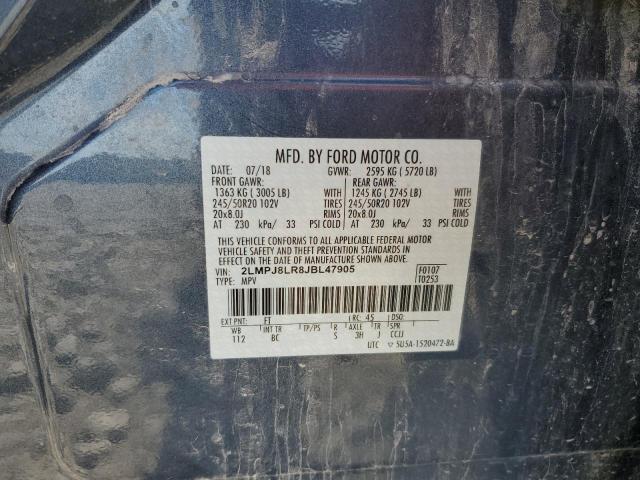 MFD. BY FORD MOTOR CO.
DATE: 07/18 GVWR: 2595 KG ( 5720 LB)
FRONT GAWR: REAR GAWR:
1363 KG ( 3005 LB) WITH 1245 KG ( 2745 LB) WITH
245/50R20 102V TIRES 245/50R20 102V TIRES
20x8.0J RIMS 20x8.0J RIMS
AT 230 kPa/ 33 PSI COLD AT 230 kPa/ 33 PSI COLD
THIS VEHICLE CONFORMS TO ALL APPLICABLE FEDERAL MOTOR
VEHICLE SAFETY AND THEFT PREVENTION STANDARDS IN
EFFECT ON THE DATE OF MANUFACTURE SHOWN ABOVE.
VIN: 2LMPJ8LR8JBL47905 F0107
TYPE: MPV T0253
EXT PNT: FT RC: 45 DSO:
WB INT TR TP/PS R AXLE TR SPR
112 BC S 3H J CCJJ
UTC ▽ 5U5A-1520472-BA